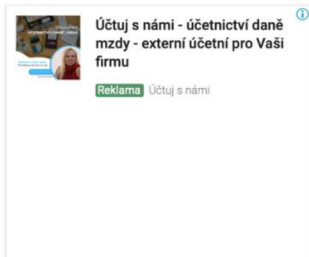 Účtuj s námi - účetnictví daně
mzdy - externí účetní pro Vaši
firmu
Reklama Účtuj s námi